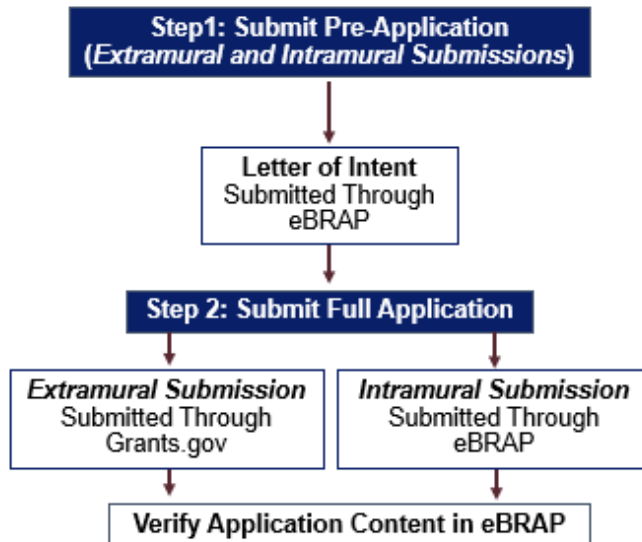 Step1: Submit Pre-Application
(Extramural and Intramural Submissions)
Letter of Intent
Submitted Through
eBRAP
Step 2: Submit Full Application
Extramural Submission
Submitted Through
Grants.gov
Intramural Submission
Submitted Through
eBRAP
Verify Application Content in eBRAP